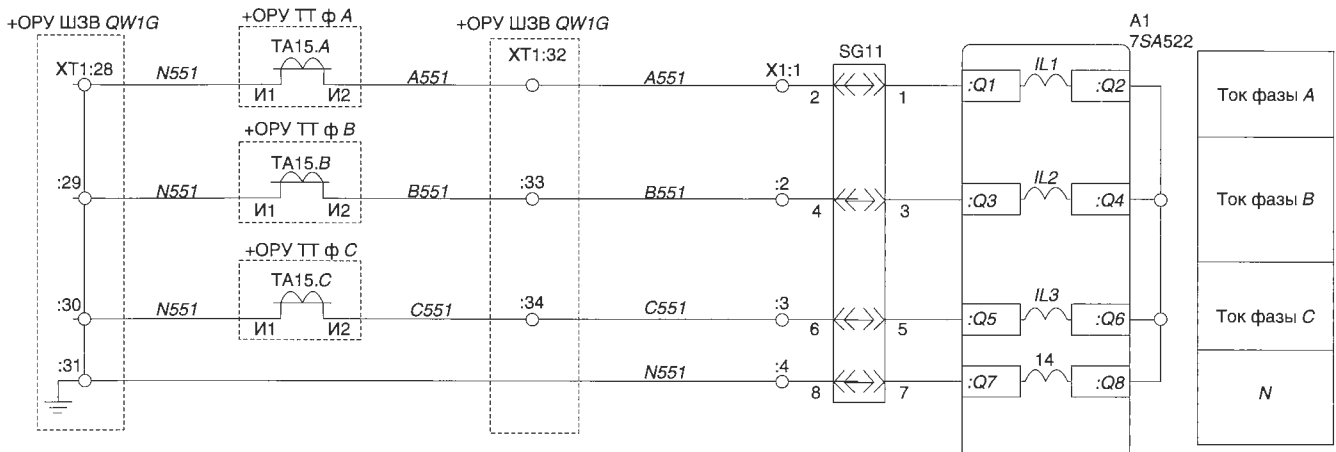 +ОРУ ШЗВ QW1G
+ОРУ ТТ ф A
+ОРУ ШЗВ QW1G
A1
7SA522
XT1:28
N551
TA15.A
И1
И2
A551
XT1:32
A551
X1:1
SG11
2
1
:Q1
IL1
:Q2
Ток фазы A
+ОРУ ТТ ф B
:29
N551
TA15.B
И1
И2
B551
:33
B551
:2
4
3
:Q3
IL2
:Q4
Ток фазы B
+ОРУ ТТ ф C
:30
N551
TA15.C
И1
И2
C551
:34
C551
:3
6
5
:Q5
IL3
:Q6
Ток фазы C
:31
N551
:4
8
7
:Q7
14
:Q8
N